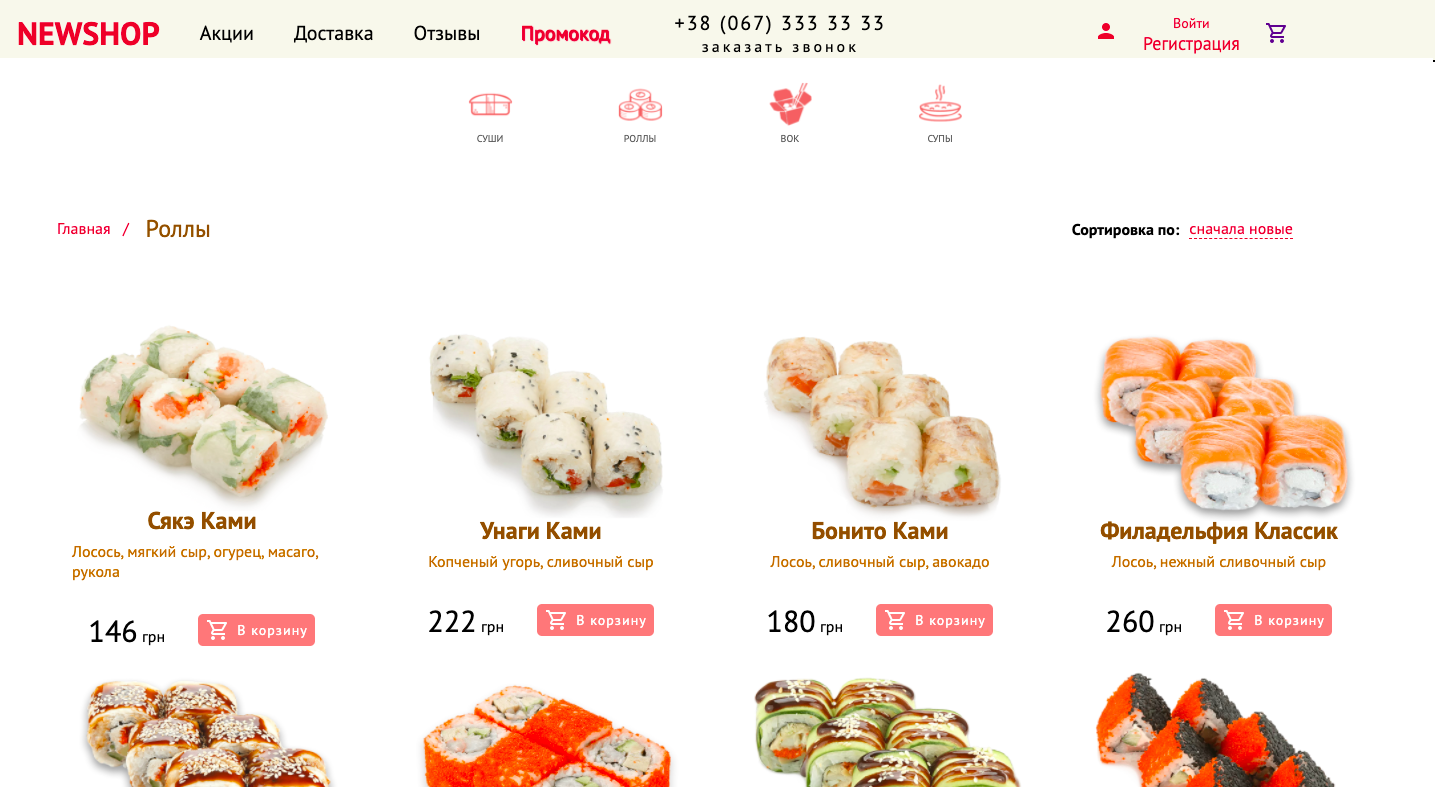 NEWSHOP
Акции
Доставка
Отзывы
Промокод
+38 (067) 333 33 33
заказать звонок
Войти
Регистрация
СУШИ
РОЛЛЫ
ВОК
СУПЫ
Главная / Роллы
Сортировка по: сначала новые
Сякэ Ками
Лосось, мягкий сыр, огурец, масаго,
рукола
146 грн
В корзину
Унаги Ками
Копченый угорь, сливочный сыр
222 грн
В корзину
Бонито Ками
Лосоь, сливочный сыр, авокадо
180 грн
В корзину
Филадельфия Классик
Лосоь, нежный сливочный сыр
260 грн
В корзину